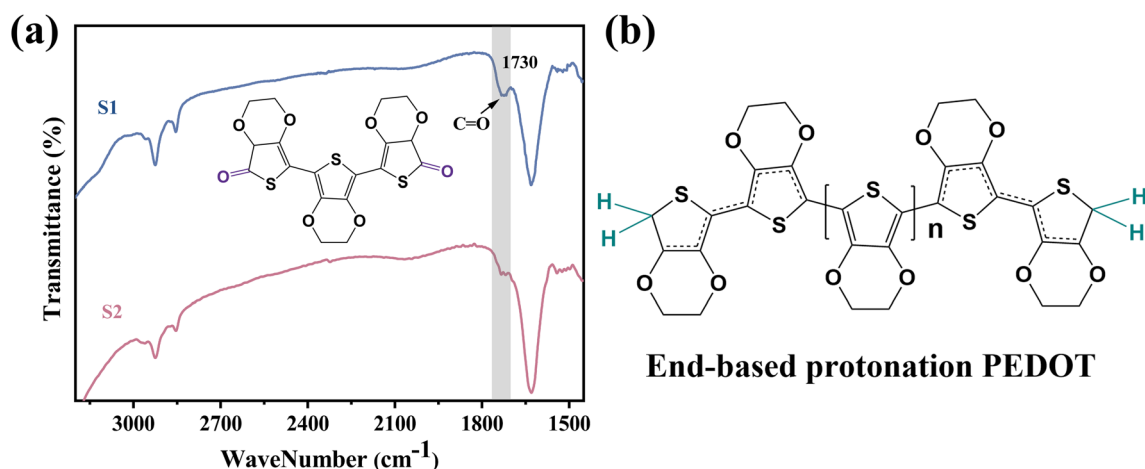 (a)
1730
S1
C=O
O
O
O
O
O
S
S
S
O
O
S2
Transmittance (%)
3000
2700
2400
2100
1800
1500
WaveNumber (cm-1)
(b)
O
O
O
O
H
H
S
S
S
n
S
S
H
H
O
O
O
O
O
O
End-based protonation PEDOT